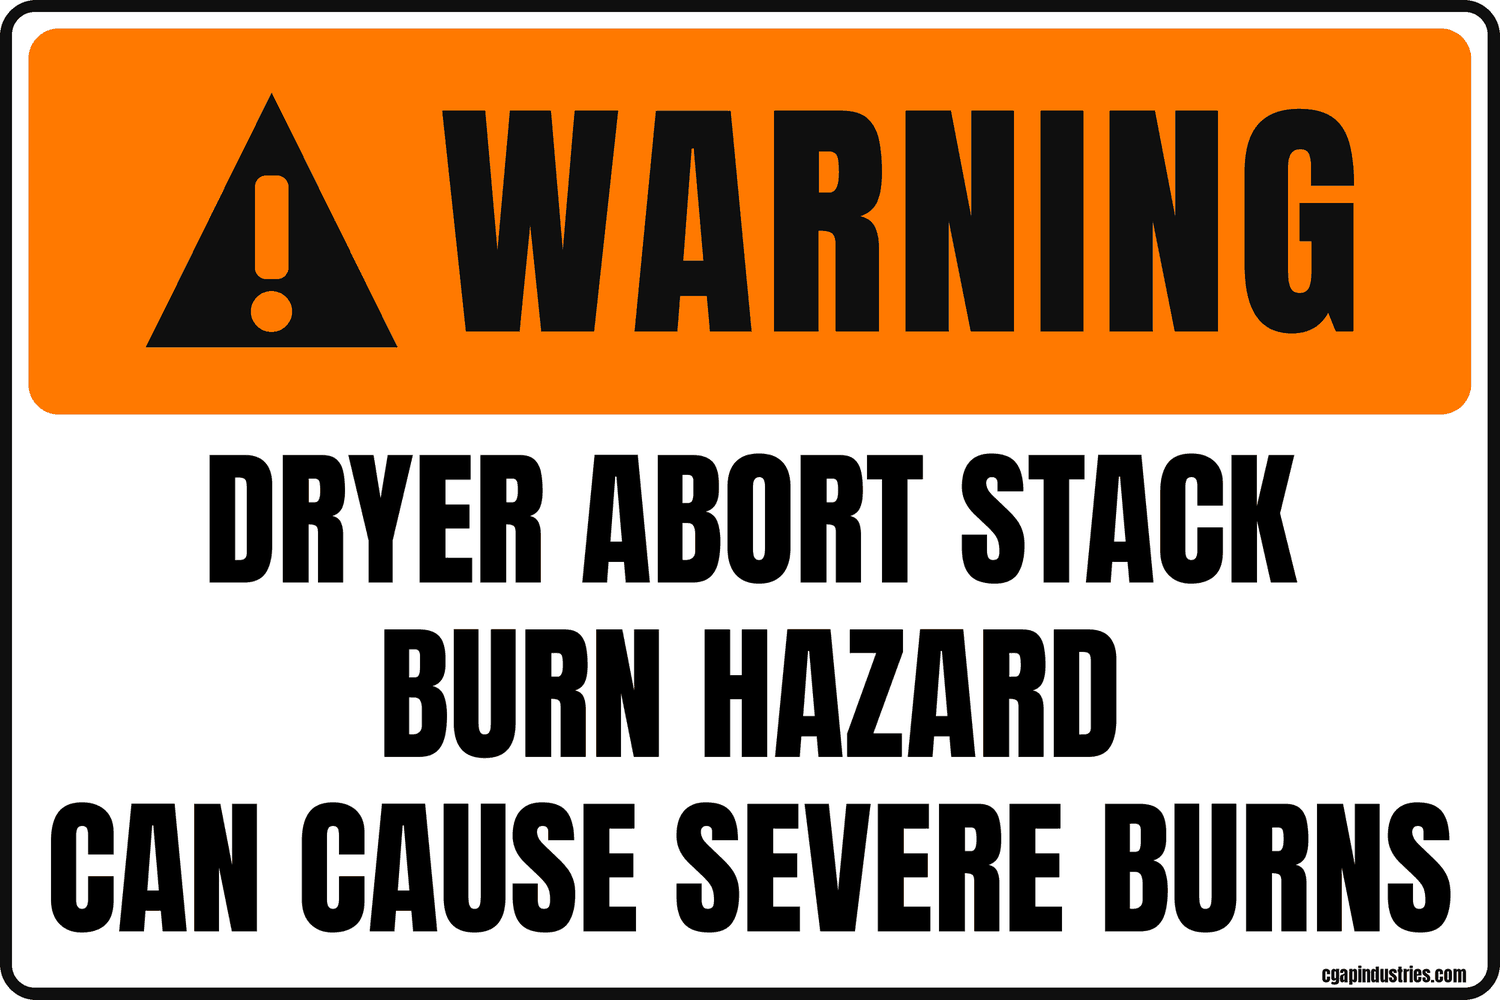 WARNING
DRYER ABORT STACK
BURN HAZARD
CAN CAUSE SEVERE BURNS
cgapindustries.com